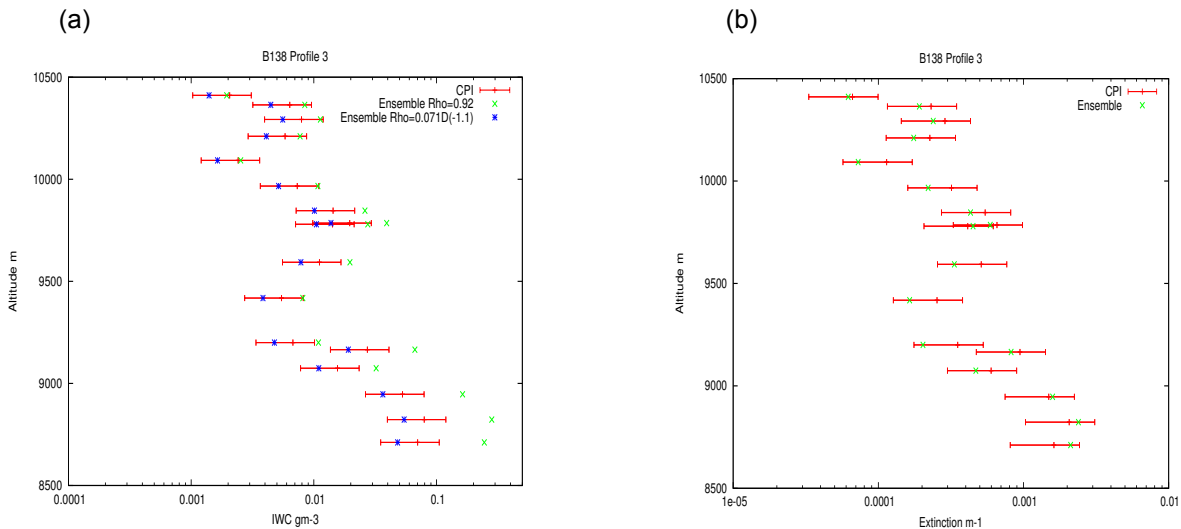 (a)
B138 Profile 3
10500
10000
9500
9000
8500
Altitude m
0.0001
0.001
0.01
0.1
IWC gm-3
CPI
Ensemble Rho=0.92
Ensemble Rho=0.071D(-1.1)
(b)
B138 Profile 3
10500
10000
9500
9000
8500
Altitude m
1e-05
0.0001
0.001
0.01
Extinction m-1
CPI
Ensemble